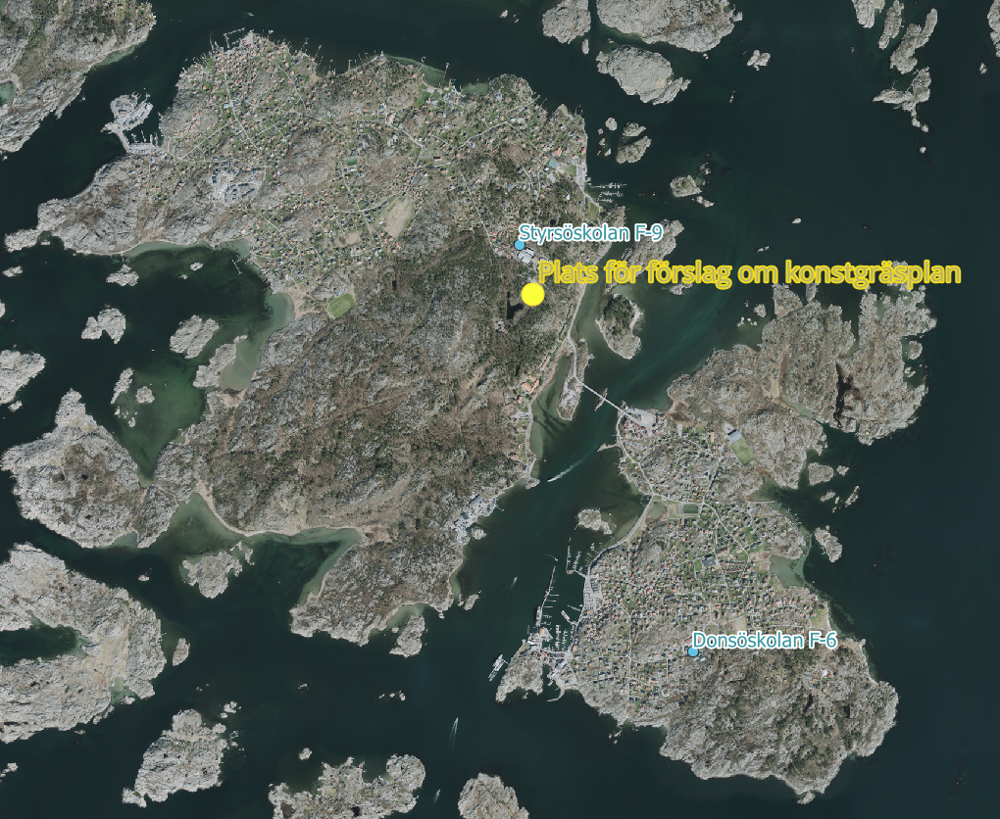 Styrsöskolan F-9
Plats för förslag om konstgräsplan
Donsöskolan F-6